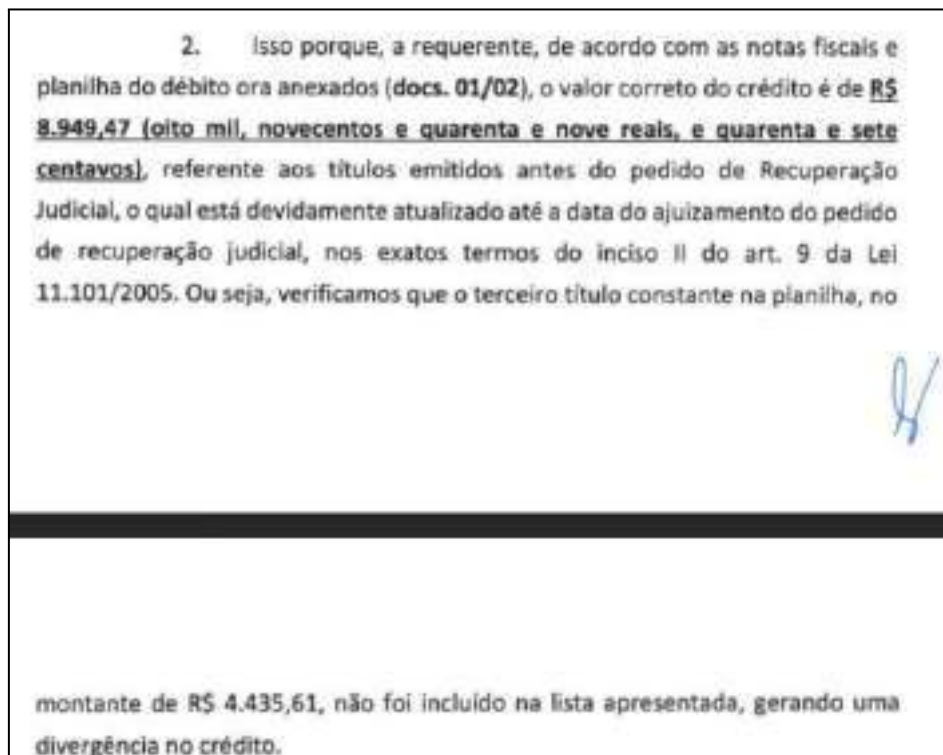 2. Isso porque, a requerente, de acordo com as notas fiscais e
planilha do débito ora anexados (docs. 01/02), o valor correto do crédito é de R$
8.949,47 (oito mil, novecentos e quarenta e nove reais, e quarenta e sete
centavos), referente aos títulos emitidos antes do pedido de Recuperação
Judicial, o qual está devidamente atualizado até a data do ajuizamento do pedido
de recuperação judicial, nos exatos termos do inciso II do art. 9 da Lei
11.101/2005. Ou seja, verificamos que o terceiro título constante na planilha, no
montante de R$ 4.435,61, não foi incluído na lista apresentada, gerando uma
divergência no crédito.